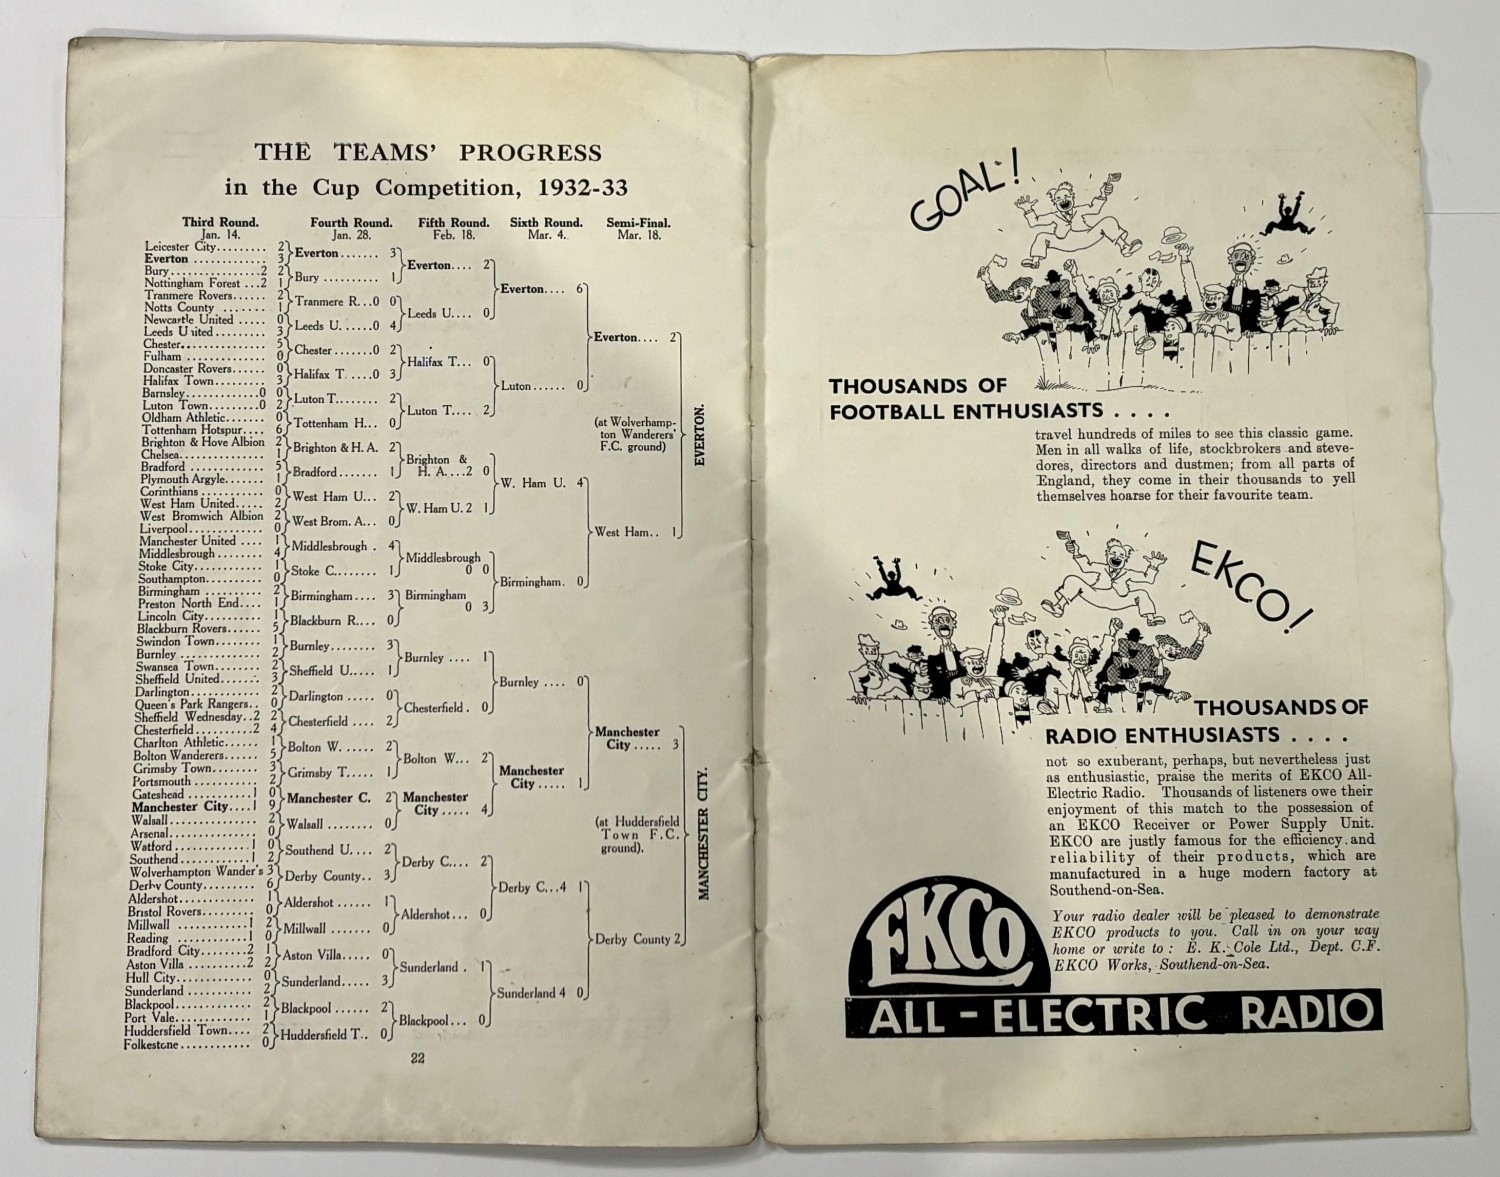 THE TEAMS' PROGRESS
in the Cup Competition, 1932-33
Third Round.
Jan. 14.
Leicester City......... 2
Everton ............ 3
Bury...............2 2
Nottingham Forest ...2 1
Tranmere Rovers...... 2
Notts County ....... 1
Newcastle United ..... 0
Leeds United......... 3
Chester.............. 5
Fulham ............ 0
Doncaster Rovers...... 0
Halifax Town......... 3
Barnsley............0 0
Luton Town.........0 2
Oldham Athletic...... 0
Tottenham Hotspur.... 6
Brighton & Hove Albion 2
Chelsea.............. 1
Bradford ............ 5
Plymouth Argyle...... 1
Corinthians .......... 0
West Ham United..... 2
West Bromwich Albion 2
Liverpool............ 0
Manchester United .... 1
Middlesbrough ........ 4
Stoke City........... 1
Southampton.......... 0
Birmingham .......... 2
Preston North End.... 1
Lincoln City.......... 1
Blackburn Rovers...... 5
Swindon Town........ 1
Burnley ............. 2
Swansea Town........ 2
Sheffield United....... 3
Darlington........... 2
Queen's Park Rangers.. 0
Sheffield Wednesday..2 2
Chesterfield .........2 4
Charlton Athletic...... 1
Bolton Wanderers...... 5
Grimsby Town........ 3
Portsmouth .......... 2
Gateshead ..........1 0
Manchester City....1 9
Walsall.............. 2
Arsenal.............. 0
Watford ...........1 0
Southend...........1 2
Wolverhampton Wander's 3
Derby County......... 6
Aldershot............ 1
Bristol Rovers......... 0
Millwall ...........1 2
Reading ...........1 0
Bradford City........2 1
Aston Villa .........2 2
Hull City............ 0
Sunderland .......... 2
Blackpool............ 2
Port Vale............ 1
Huddersfield Town.... 2
Folkestone............ 0
Fourth Round.
Jan. 28.
Everton....... 3
Bury .......... 1
Tranmere R...0 0
Leeds U. .....0 4
Chester .......0 2
Halifax T. ....0 3
Luton T........ 2
Tottenham H... 0
Brighton & H.A. 2
Bradford....... 1
West Ham U... 2
West Brom. A... 0
Middlesbrough . 4
Stoke C........ 1
Birmingham.... 3
Blackburn R.... 0
Burnley........ 3
Sheffield U..... 1
Darlington ..... 0
Chesterfield .... 2
Bolton W. ..... 2
Grimsby T..... 1
Manchester C. 2
Walsall ........ 0
Southend U.... 2
Derby County.. 3
Aldershot ...... 1
Millwall ....... 0
Aston Villa..... 0
Sunderland..... 3
Blackpool ...... 2
Huddersfield T.. 0
Fifth Round.
Feb. 18.
Everton.... 2
Leeds U.... 0
Halifax T... 0
Luton T.... 2
Brighton &
H. A....2 0
W. Ham U. 2 1
Middlesbrough
0 0
Birmingham
0 3
Burnley .... 1
Chesterfield . 0
Bolton W... 2
Manchester
City..... 4
Derby C.... 2
Aldershot... 0
Sunderland . 1
Blackpool... 0
Sixth Round.
Mar. 4.
Everton.... 6
Luton...... 0
W. Ham U. 4
Birmingham. 0
Burnley .... 0
Manchester
City..... 1
Derby C...4 1
Sunderland 4 0
Semi-Final.
Mar. 18.
Everton.... 2
(at Wolverhamp-
ton Wanderers'
F.C. ground)
West Ham.. 1
Manchester
City..... 3
(at Huddersfield
Town F.C.
ground).
Derby County 2
EVERTON.
MANCHESTER CITY.
22
GOAL!
THOUSANDS OF
FOOTBALL ENTHUSIASTS . . . .
travel hundreds of miles to see this classic game.
Men in all walks of life, stockbrokers and steve-
dores, directors and dustmen; from all parts of
England, they come in their thousands to yell
themselves hoarse for their favourite team.
EKCO!
THOUSANDS OF
RADIO ENTHUSIASTS . . . .
not so exuberant, perhaps, but nevertheless just
as enthusiastic, praise the merits of EKCO All-
Electric Radio. Thousands of listeners owe their
enjoyment of this match to the possession of
an EKCO Receiver or Power Supply Unit.
EKCO are justly famous for the efficiency and
reliability of their products, which are
manufactured in a huge modern factory at
Southend-on-Sea.
Your radio dealer will be pleased to demonstrate
EKCO products to you. Call in on your way
home or write to : E. K. Cole Ltd., Dept. C.F.
EKCO Works, Southend-on-Sea.
EKCO
ALL-ELECTRIC RADIO